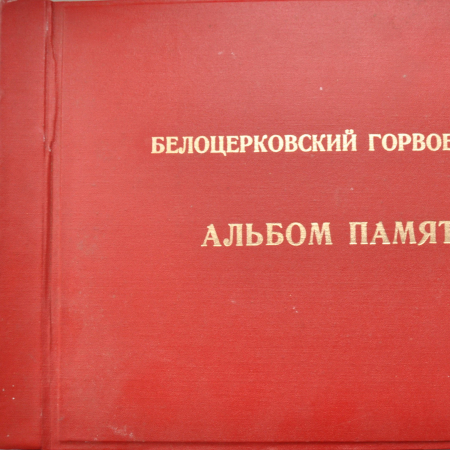 БЕЛОЦЕРКОВСКИЙ ГОРВОЕ
АЛЬБОМ ПАМЯТ